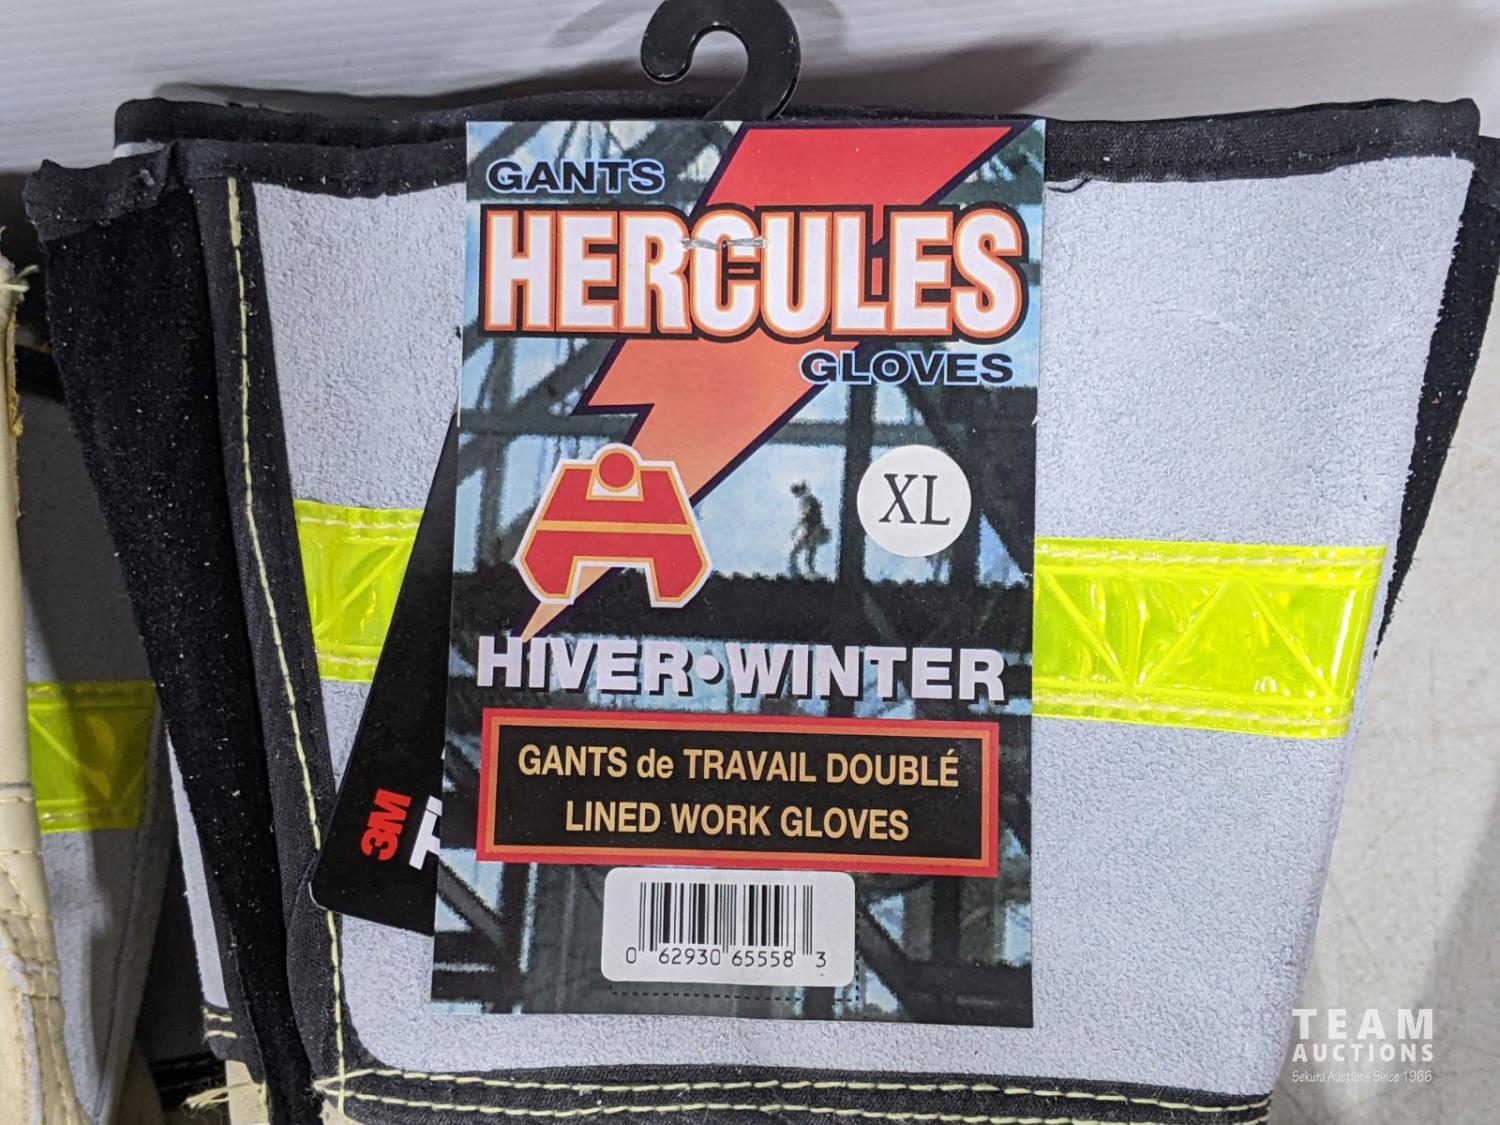 GANTS
HERCULES
GLOVES
XL
HIVER•WINTER
GANTS de TRAVAIL DOUBLÉ
LINED WORK GLOVES
3M
0 62930 65558 3
TEAM
AUCTIONS
Sekura Auctions Since 1966